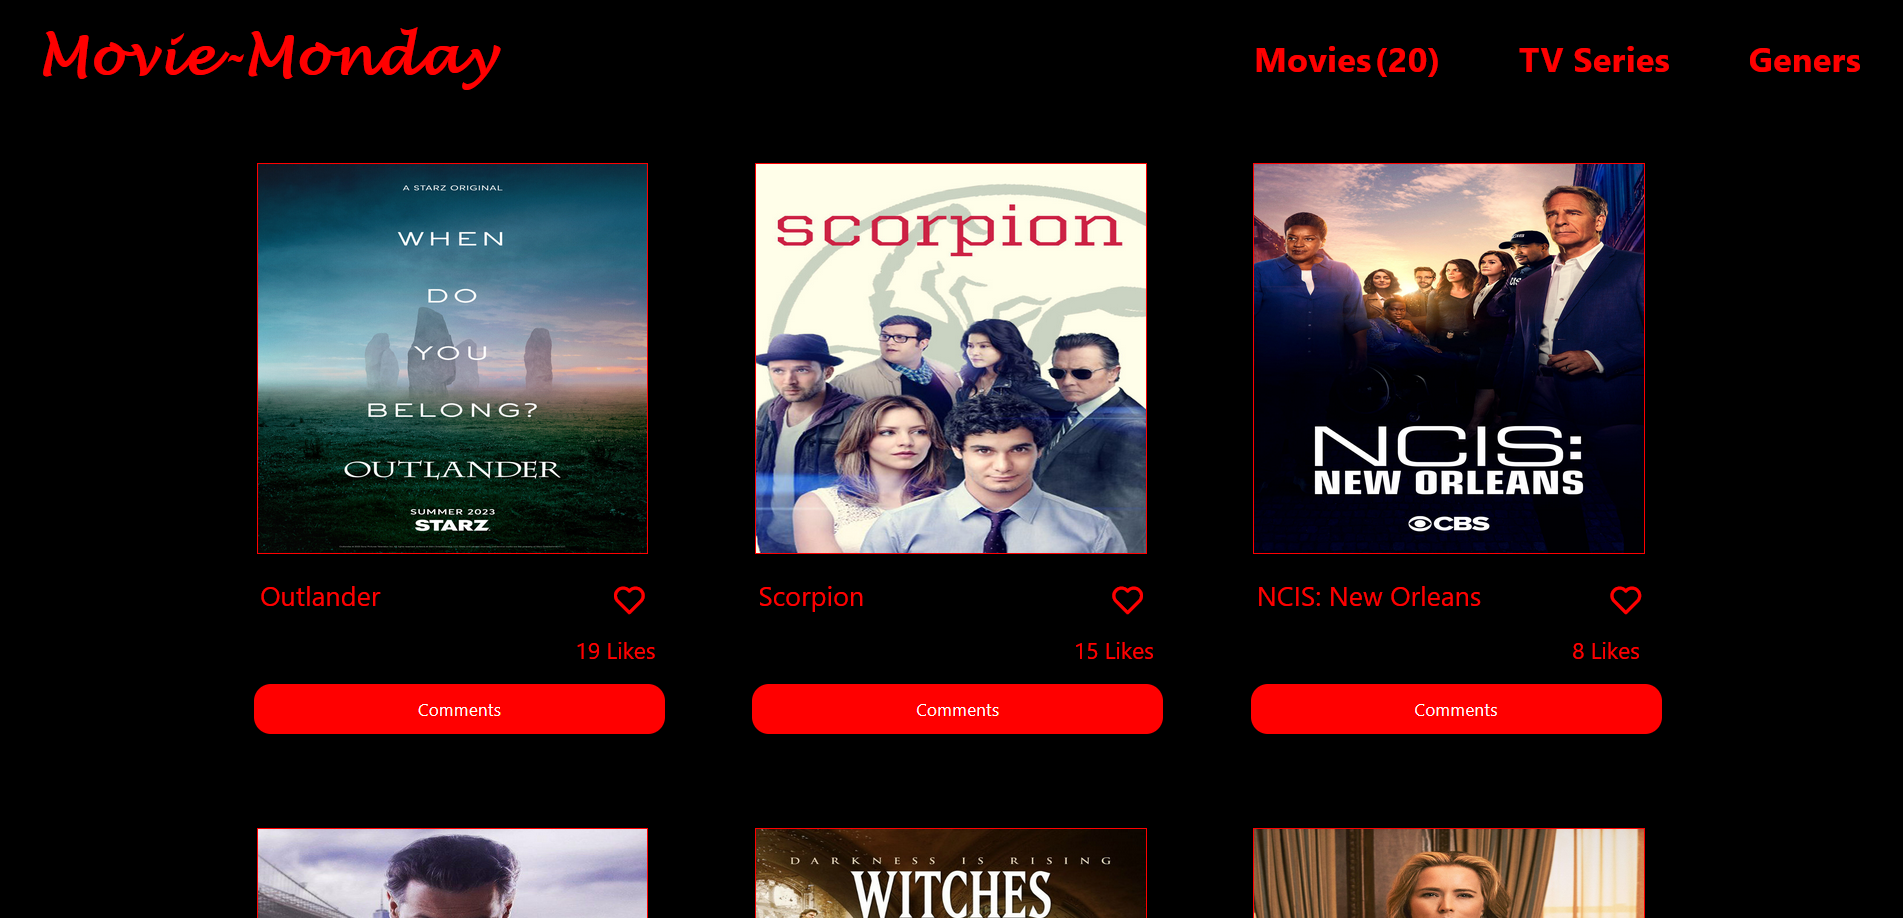 Movie-Monday
Movies (20)
TV Series
Geners
A STARZ ORIGINAL
WHEN
DO
YOU
BELONG?
OUTLANDER
SUMMER 2023
STARZ
scorpion
NCIS:
NEW ORLEANS
CBS
Outlander
Scorpion
NCIS: New Orleans
19 Likes
15 Likes
8 Likes
Comments
Comments
Comments
DARKNESS IS RISING
WITCHES